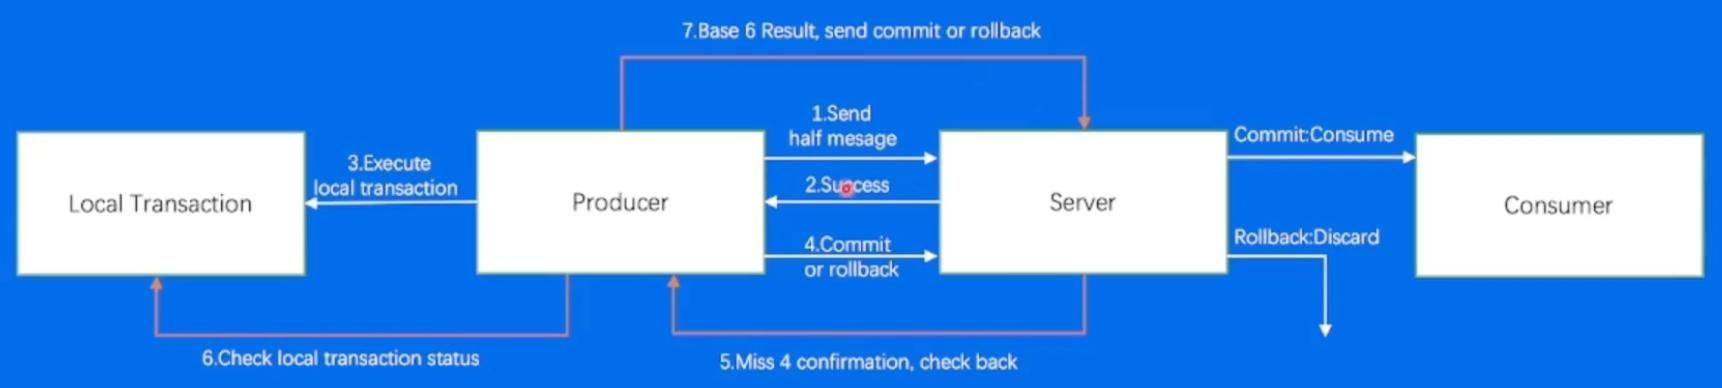 7.Base 6 Result, send commit or rollback
1.Send
half mesage
Commit:Consume
3.Execute
local transaction
2.Success
Local Transaction
Producer
Server
Consumer
4.Commit
or rollback
Rollback:Discard
6.Check local transaction status
5.Miss 4 confirmation, check back